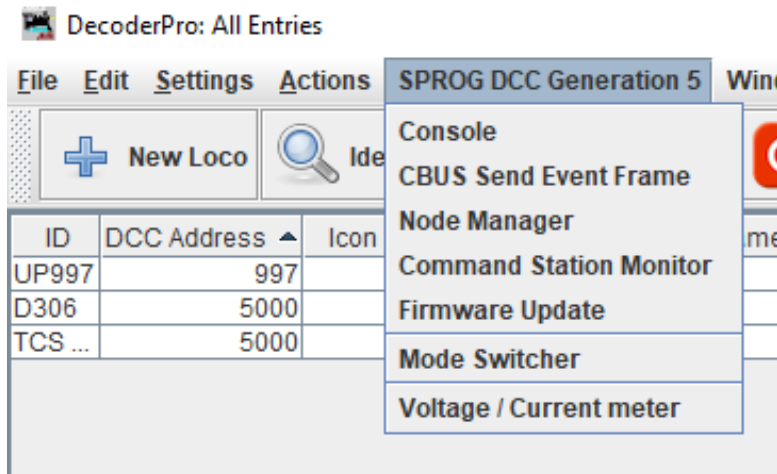 DecoderPro: All Entries
File Edit Settings Actions SPROG DCC Generation 5
New Loco
Console
CBUS Send Event Frame
Node Manager
Command Station Monitor
Firmware Update
Mode Switcher
Voltage / Current meter
ID DCC Address Icon
UP997 997
D306 5000
TCS ... 5000